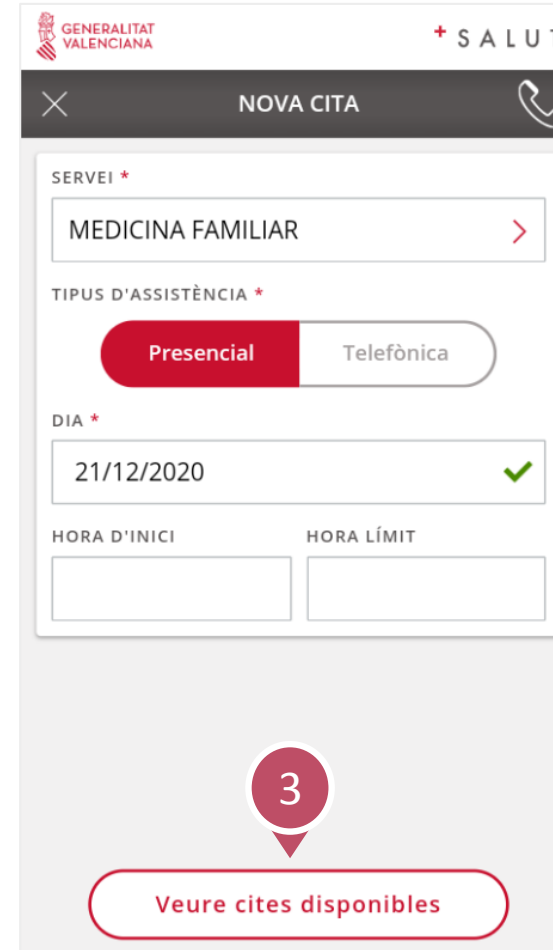 GENERALITAT
VALENCIANA
+ SALUT
NOVA CITA
SERVEI *
MEDICINA FAMILIAR
TIPUS D'ASSISTÈNCIA *
Presencial Telefònica
DIA *
21/12/2020
HORA D'INICI HORA LÍMIT
3
Veure cites disponibles